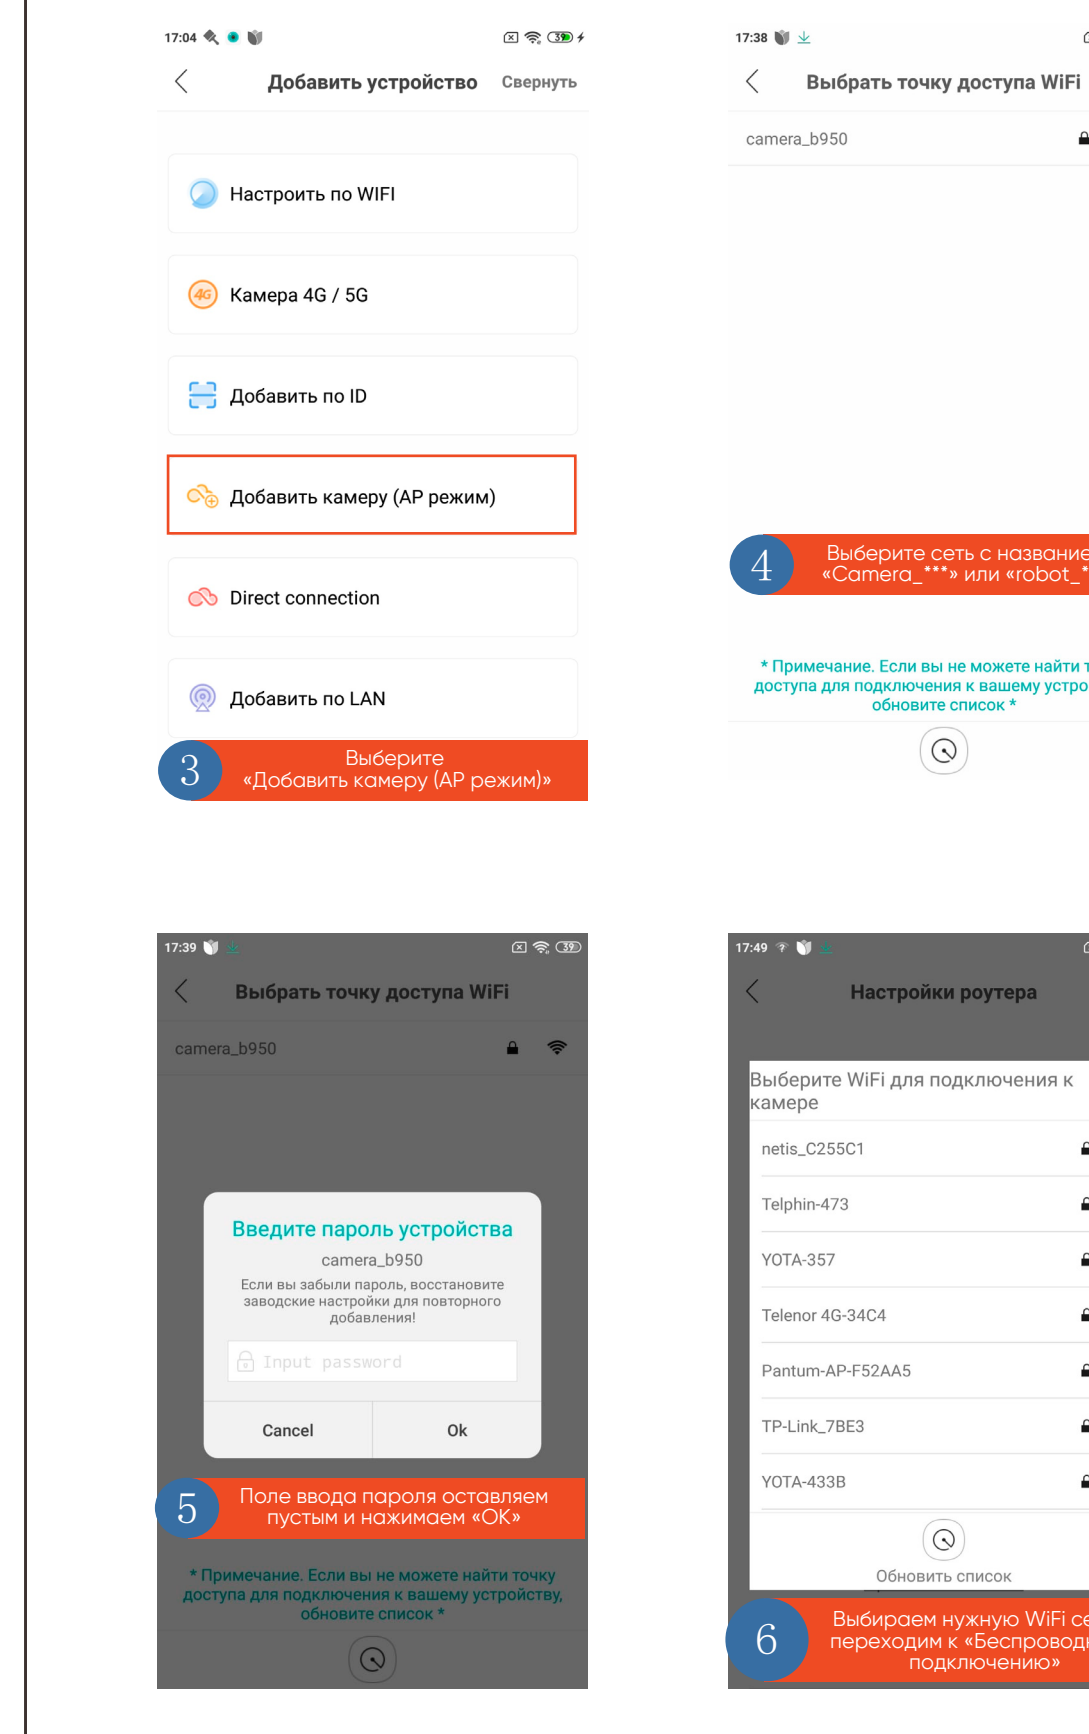 17:04
39
Добавить устройство
Свернуть
Настроить по WIFI
4G
Камера 4G / 5G
Добавить по ID
Добавить камеру (AP режим)
Direct connection
Добавить по LAN
3
Выберите
«Добавить камеру (AP режим)»
17:38
Выбрать точку доступа WiFi
camera_b950
4
Выберите сеть с название
«Camera_***» или «robot_*
* Примечание. Если вы не можете найти т
доступа для подключения к вашему устро
обновите список *
17:39
39
Выбрать точку доступа WiFi
camera_b950
Введите пароль устройства
camera_b950
Если вы забыли пароль, восстановите
заводские настройки для повторного
добавления!
Input password
Cancel
Ok
5
Поле ввода пароля оставляем
пустым и нажимаем «ОК»
* Примечание. Если вы не можете найти точку
доступа для подключения к вашему устройству,
обновите список *
17:49
Настройки роутера
Выберите WiFi для подключения к
камере
netis_C255C1
Telphin-473
YOTA-357
Telenor 4G-34C4
Pantum-AP-F52AA5
TP-Link_7BE3
YOTA-433B
Обновить список
6
Выбираем нужную WiFi се
переходим к «Беспровод
подключению»